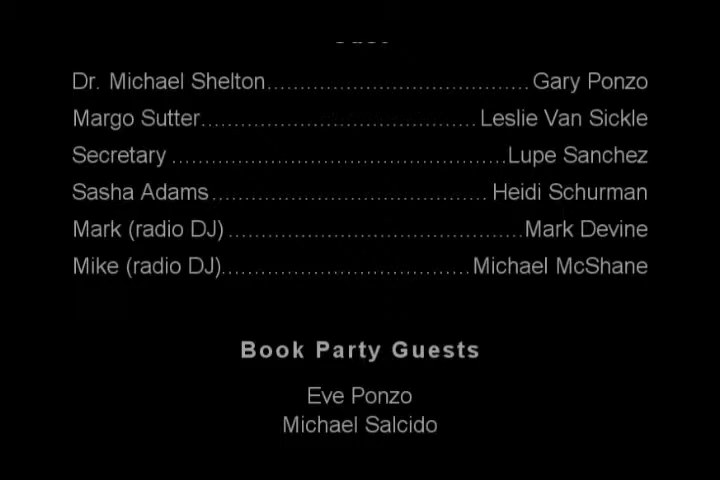 Dr. Michael Shelton........................................Gary Ponzo
Margo Sutter..........................................Leslie Van Sickle
Secretary...................................................Lupe Sanchez
Sasha Adams..........................................Heidi Schurman
Mark (radio DJ).............................................Mark Devine
Mike (radio DJ)......................................Michael McShane
Book Party Guests
Eve Ponzo
Michael Salcido